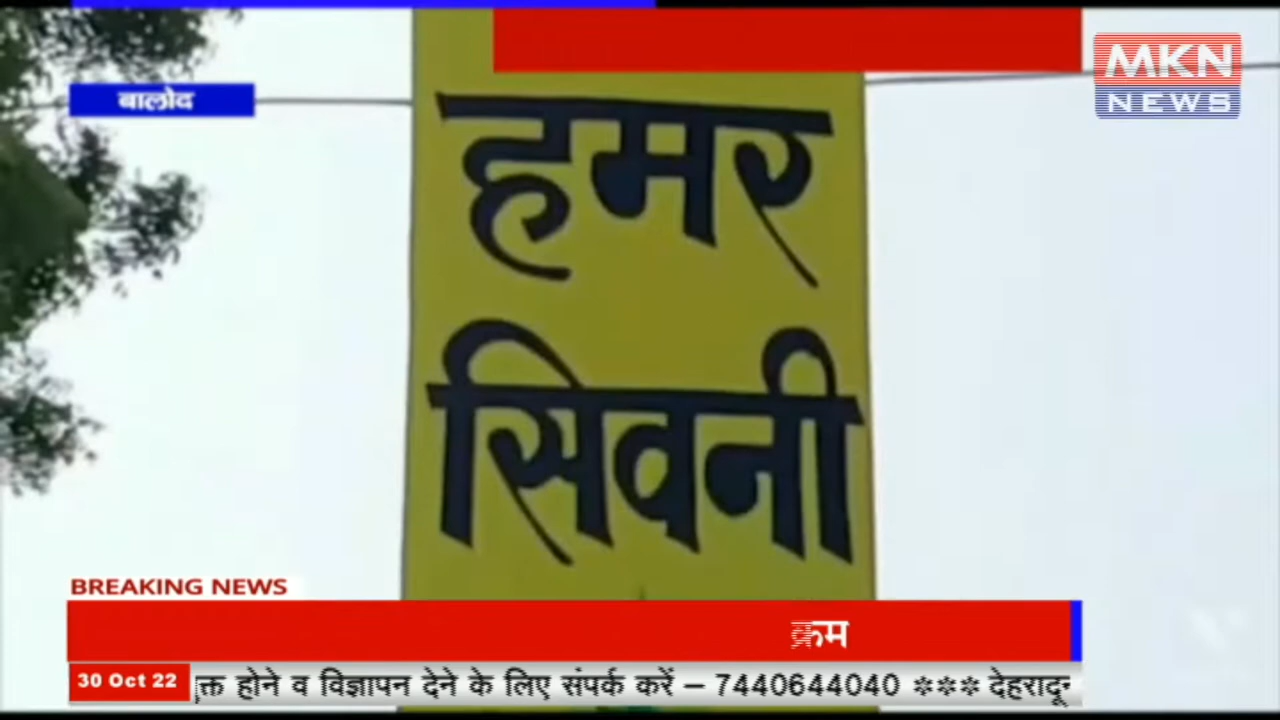 MKN
NEWS
बालोद
हमर
सिवनी
BREAKING NEWS
क्रम
30 Oct 22
होने व विज्ञापन देने के लिए संपर्क करें – 7440644040 *** देहरादू